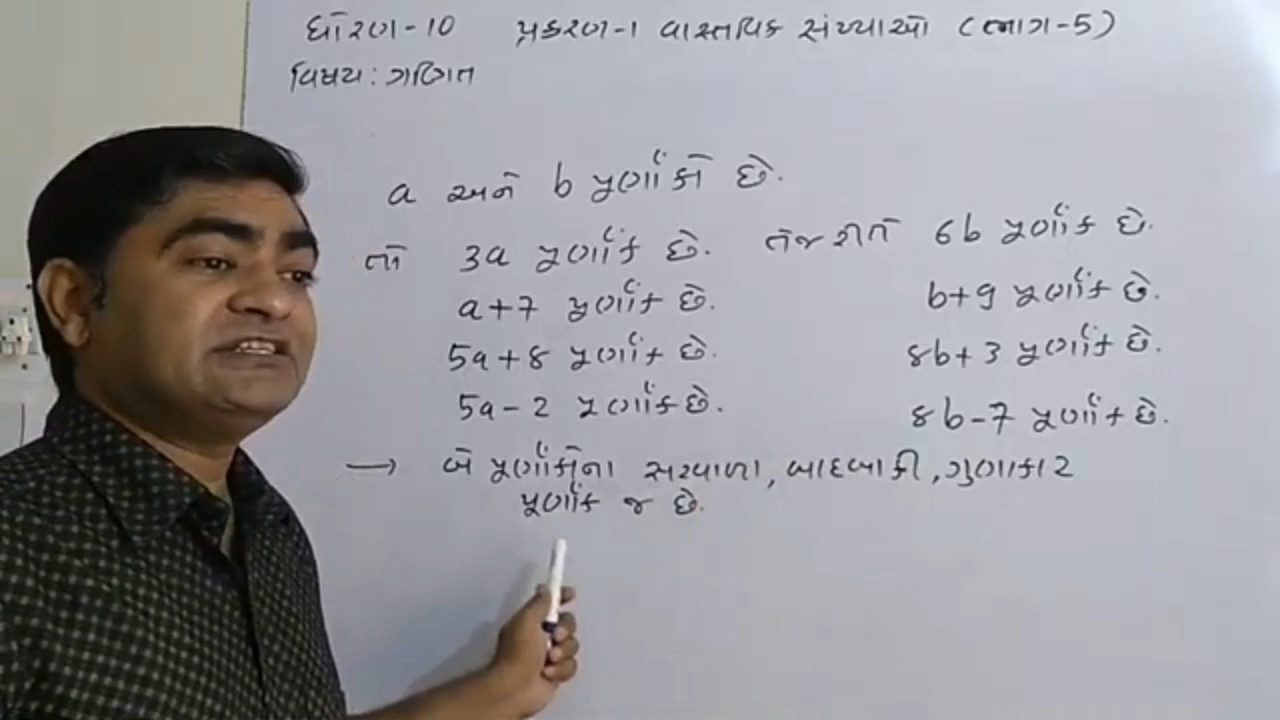 ધોરણ-10 પ્રકરણ-1 વાસ્તવિક સંખ્યાઓ (ભાગ-5)
વિષય: ગણિત
a અને b પૂર્ણાંકો છે.
તો 3a પૂર્ણાંક છે. તેજ રીતે 6b પૂર્ણાંક છે.
a+7 પૂર્ણાંક છે. b+9 પૂર્ણાંક છે.
5a+8 પૂર્ણાંક છે. 8b+3 પૂર્ણાંક છે.
5a-2 પૂર્ણાંક છે. 8b-7 પૂર્ણાંક છે.
→ બે પૂર્ણાંકોના સરવાળા, બાદબાકી, ગુણાકાર
પૂર્ણાંક જ છે.